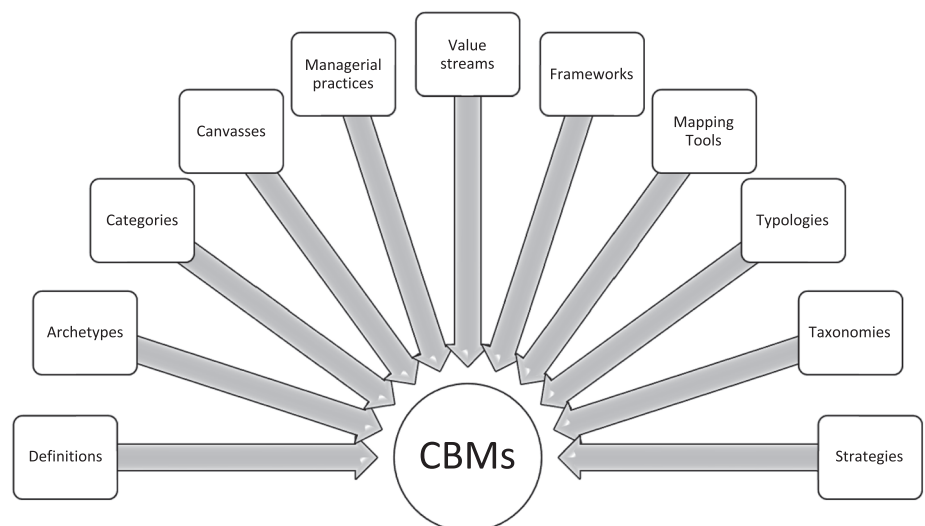 Value
streams
Managerial
practices
Frameworks
Canvasses
Mapping
Tools
Categories
Typologies
Archetypes
Taxonomies
Definitions
CBMs
Strategies